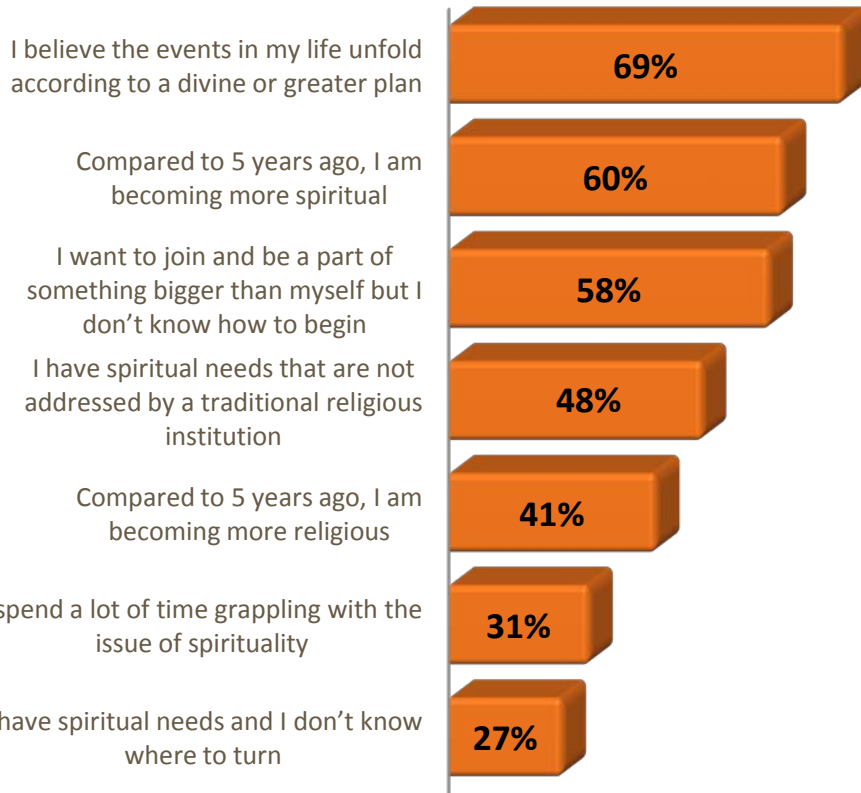 I believe the events in my life unfold
according to a divine or greater plan
69%
Compared to 5 years ago, I am
becoming more spiritual
60%
I want to join and be a part of
something bigger than myself but I
don’t know how to begin
58%
I have spiritual needs that are not
addressed by a traditional religious
institution
48%
Compared to 5 years ago, I am
becoming more religious
41%
spend a lot of time grappling with the
issue of spirituality
31%
have spiritual needs and I don’t know
where to turn
27%